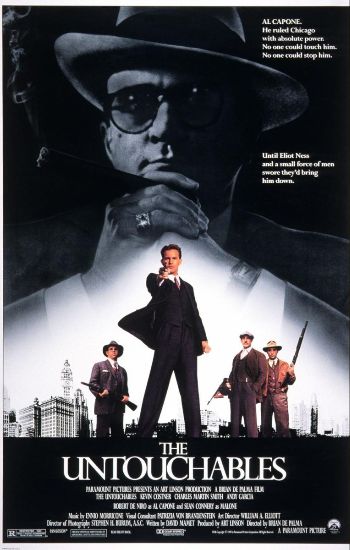 AL CAPONE.
He ruled Chicago
with absolute power.
No one could touch him.
No one could stop him.
Until Eliot Ness
and a small force of men
swore they'd bring
him down.
THE
UNTOUCHABLES
PARAMOUNT PICTURES PRESENTS AN ART LINSON PRODUCTION A BRIAN DE PALMA FILM
THE UNTOUCHABLES KEVIN COSTNER CHARLES MARTIN SMITH ANDY GARCIA
ROBERT DE NIRO as AL CAPONE and SEAN CONNERY as MALONE
Music by ENNIO MORRICONE Visual Consultant PATRIZIA VON BRANDENSTEIN Art Director WILLIAM A. ELLIOTT
Director of Photography STEPHEN H. BURUM, A.S.C. Written by DAVID MAMET Produced by ART LINSON Directed by BRIAN DE PALMA
R
A PARAMOUNT PICTURE